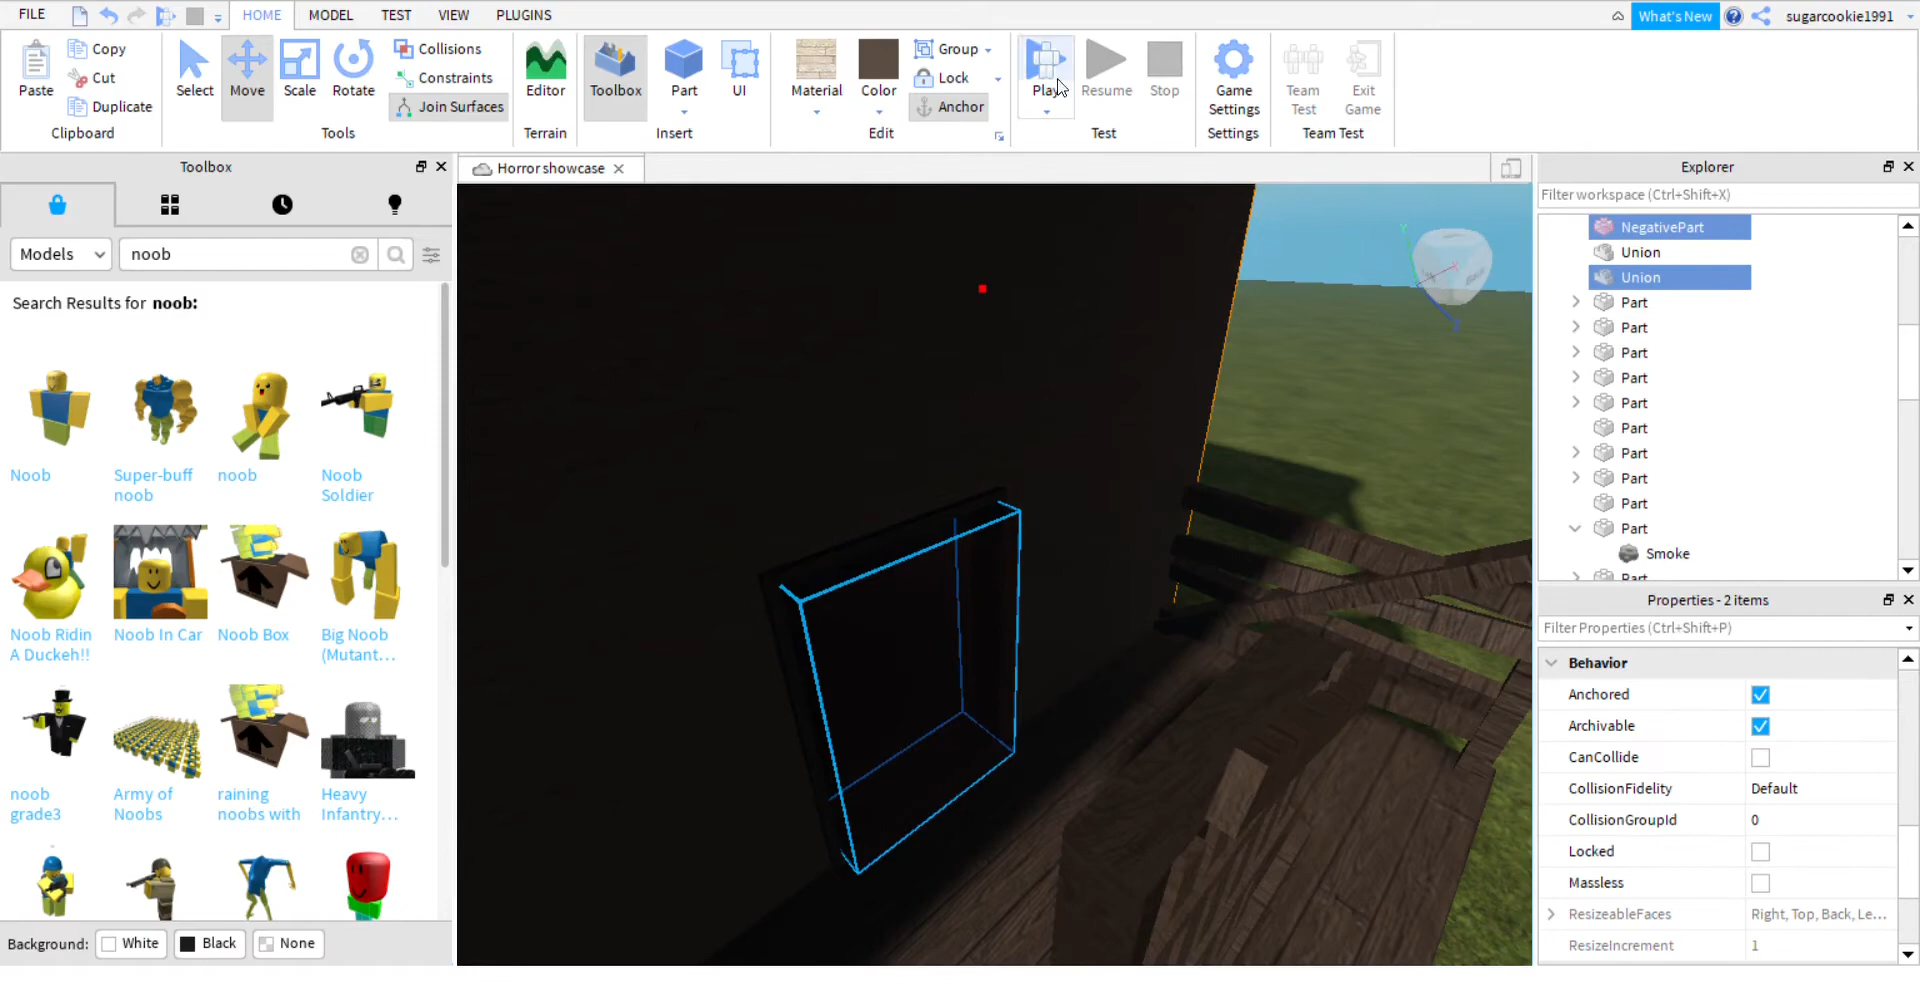 FILE HOME MODEL TEST VIEW PLUGINS What's New sugarcookie1991
Paste Copy Cut Duplicate
Clipboard
Select Move Scale Rotate
Collisions
Constraints
Join Surfaces
Tools
Editor
Terrain
Toolbox Part UI
Insert
Material Color
Group
Lock
Anchor
Edit
Play Resume Stop
Test
Game
Settings
Settings
Team
Test
Exit
Game
Team Test
Toolbox
Models
noob
Search Results for noob:
Noob
Super-buff
noob
noob
Noob
Soldier
Noob Ridin
A Duckeh!!
Noob In Car
Noob Box
Big Noob
(Mutant...
noob
grade3
Army of
Noobs
raining
noobs with
Heavy
Infantry...
Background: White Black None
Horror showcase
Explorer
Filter workspace (Ctrl+Shift+X)
NegativePart
Union
Union
Part
Part
Part
Part
Part
Part
Part
Part
Part
Part
Smoke
Part
Properties - 2 items
Filter Properties (Ctrl+Shift+P)
Behavior
Anchored
Archivable
CanCollide
CollisionFidelity Default
CollisionGroupId 0
Locked
Massless
ResizeableFaces Right, Top, Back, Le...
ResizeIncrement 1